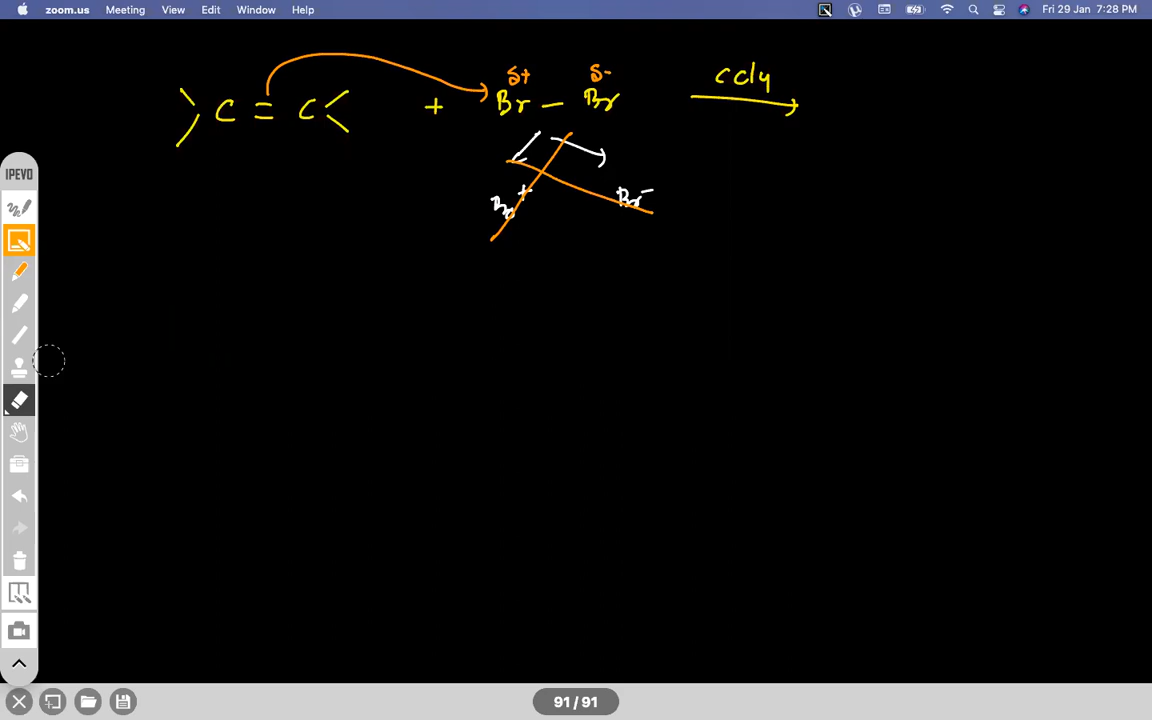 zoom.us Meeting View Edit Window Help Fri 29 Jan 7:28 PM
δ+ δ-
>C = C< + Br - Br CCl4
Br+ Br-
IPEVO
91/91